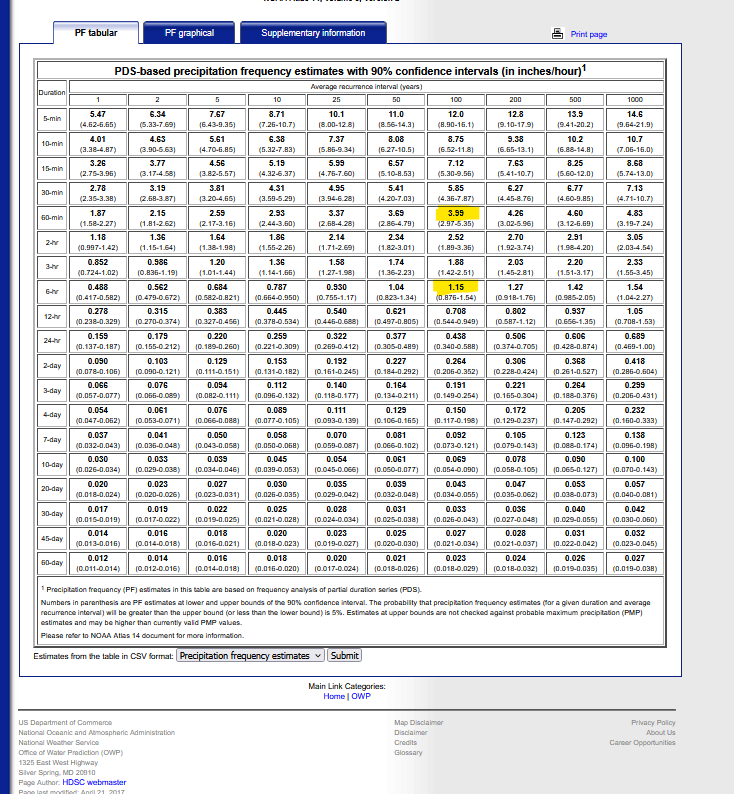 PF tabular
PF graphical
Supplementary information
Print page
PDS-based precipitation frequency estimates with 90% confidence intervals (in inches/hour)1
Duration
Average recurrence interval (years)
1 2 5 10 25 50 100 200 500 1000
5-min 5.47 6.34 7.67 8.71 10.1 11.0 12.0 12.8 13.9 14.6
(4.62-6.65) (5.33-7.69) (6.43-9.35) (7.26-10.7) (8.00-12.8) (8.56-14.3) (8.90-16.1) (9.10-17.9) (9.41-20.2) (9.64-21.9)
10-min 4.01 4.63 5.61 6.38 7.37 8.08 8.75 9.38 10.2 10.7
(3.38-4.87) (3.90-5.63) (4.70-6.85) (5.32-7.83) (5.86-9.34) (6.27-10.5) (6.52-11.8) (6.65-13.1) (6.88-14.8) (7.06-16.0)
15-min 3.26 3.77 4.56 5.19 5.99 6.57 7.12 7.63 8.25 8.68
(2.75-3.96) (3.17-4.58) (3.82-5.57) (4.32-6.37) (4.76-7.60) (5.10-8.53) (5.30-9.56) (5.41-10.7) (5.60-12.0) (5.74-13.0)
30-min 2.78 3.19 3.81 4.31 4.95 5.41 5.85 6.27 6.77 7.13
(2.35-3.38) (2.68-3.87) (3.20-4.65) (3.59-5.29) (3.94-6.28) (4.20-7.03) (4.36-7.87) (4.45-8.76) (4.60-9.85) (4.71-10.7)
60-min 1.87 2.15 2.59 2.93 3.37 3.69 3.99 4.26 4.60 4.83
(1.58-2.27) (1.81-2.62) (2.17-3.16) (2.44-3.60) (2.68-4.28) (2.86-4.79) (2.97-5.35) (3.02-5.96) (3.12-6.69) (3.19-7.24)
2-hr 1.18 1.36 1.64 1.86 2.14 2.34 2.52 2.70 2.91 3.05
(0.997-1.42) (1.15-1.64) (1.38-1.98) (1.55-2.26) (1.71-2.69) (1.82-3.01) (1.89-3.36) (1.92-3.74) (1.98-4.20) (2.03-4.54)
3-hr 0.852 0.986 1.20 1.36 1.58 1.74 1.88 2.03 2.20 2.33
(0.724-1.02) (0.836-1.19) (1.01-1.44) (1.14-1.66) (1.27-1.98) (1.36-2.23) (1.42-2.51) (1.45-2.81) (1.51-3.17) (1.55-3.45)
6-hr 0.488 0.562 0.684 0.787 0.930 1.04 1.15 1.27 1.42 1.54
(0.417-0.582) (0.479-0.672) (0.582-0.821) (0.664-0.950) (0.755-1.17) (0.823-1.34) (0.876-1.54) (0.918-1.76) (0.985-2.05) (1.04-2.27)
12-hr 0.278 0.315 0.383 0.445 0.540 0.621 0.708 0.802 0.937 1.05
(0.238-0.329) (0.270-0.374) (0.327-0.456) (0.378-0.534) (0.446-0.688) (0.497-0.805) (0.544-0.949) (0.587-1.12) (0.656-1.35) (0.708-1.53)
24-hr 0.159 0.179 0.220 0.259 0.322 0.377 0.438 0.506 0.606 0.689
(0.137-0.187) (0.155-0.212) (0.189-0.260) (0.221-0.309) (0.269-0.412) (0.305-0.489) (0.340-0.588) (0.374-0.705) (0.428-0.874) (0.469-1.00)
2-day 0.090 0.103 0.129 0.153 0.192 0.227 0.264 0.306 0.368 0.418
(0.078-0.106) (0.090-0.121) (0.111-0.151) (0.131-0.182) (0.161-0.245) (0.184-0.292) (0.206-0.352) (0.228-0.424) (0.261-0.527) (0.286-0.604)
3-day 0.066 0.076 0.094 0.112 0.140 0.164 0.191 0.221 0.264 0.299
(0.057-0.077) (0.066-0.089) (0.082-0.111) (0.096-0.132) (0.118-0.177) (0.134-0.211) (0.149-0.254) (0.165-0.304) (0.188-0.376) (0.206-0.431)
4-day 0.054 0.061 0.076 0.089 0.111 0.129 0.150 0.172 0.205 0.232
(0.047-0.062) (0.053-0.071) (0.066-0.088) (0.077-0.105) (0.093-0.139) (0.106-0.165) (0.117-0.198) (0.129-0.237) (0.147-0.292) (0.160-0.333)
7-day 0.037 0.041 0.050 0.058 0.070 0.081 0.092 0.105 0.123 0.138
(0.032-0.043) (0.036-0.048) (0.043-0.058) (0.050-0.068) (0.059-0.087) (0.066-0.102) (0.073-0.121) (0.079-0.143) (0.088-0.174) (0.096-0.198)
10-day 0.030 0.033 0.039 0.045 0.054 0.061 0.069 0.078 0.090 0.100
(0.026-0.034) (0.029-0.038) (0.034-0.046) (0.039-0.053) (0.045-0.066) (0.050-0.077) (0.054-0.090) (0.058-0.105) (0.065-0.127) (0.070-0.143)
20-day 0.020 0.023 0.027 0.030 0.035 0.039 0.043 0.047 0.053 0.057
(0.018-0.024) (0.020-0.026) (0.023-0.031) (0.026-0.035) (0.029-0.042) (0.032-0.048) (0.034-0.055) (0.035-0.062) (0.038-0.073) (0.040-0.081)
30-day 0.017 0.019 0.022 0.025 0.028 0.031 0.033 0.036 0.040 0.042
(0.015-0.019) (0.017-0.022) (0.019-0.025) (0.021-0.028) (0.024-0.034) (0.025-0.038) (0.026-0.043) (0.027-0.048) (0.029-0.055) (0.030-0.060)
45-day 0.014 0.016 0.018 0.020 0.023 0.025 0.027 0.028 0.031 0.032
(0.013-0.016) (0.014-0.018) (0.016-0.021) (0.018-0.023) (0.019-0.027) (0.020-0.030) (0.021-0.034) (0.021-0.037) (0.022-0.042) (0.023-0.045)
60-day 0.012 0.014 0.016 0.018 0.020 0.021 0.023 0.024 0.026 0.027
(0.011-0.014) (0.012-0.016) (0.014-0.018) (0.016-0.020) (0.017-0.024) (0.018-0.026) (0.018-0.029) (0.018-0.032) (0.019-0.035) (0.019-0.038)
1 Precipitation frequency (PF) estimates in this table are based on frequency analysis of partial duration series (PDS).
Numbers in parenthesis are PF estimates at lower and upper bounds of the 90% confidence interval. The probability that precipitation frequency estimates (for a given duration and average
recurrence interval) will be greater than the upper bound (or less than the lower bound) is 5%. Estimates at upper bounds are not checked against probable maximum precipitation (PMP)
estimates and may be higher than currently valid PMP values.
Please refer to NOAA Atlas 14 document for more information.
Estimates from the table in CSV format: Precipitation frequency estimates Submit
Main Link Categories:
Home | OWP
US Department of Commerce
National Oceanic and Atmospheric Administration
National Weather Service
Office of Water Prediction (OWP)
1325 East West Highway
Silver Spring, MD 20910
Page Author: HDSC webmaster
Page last modified: April 21, 2017
Map Disclaimer
Disclaimer
Credits
Glossary
Privacy Policy
About Us
Career Opportunities